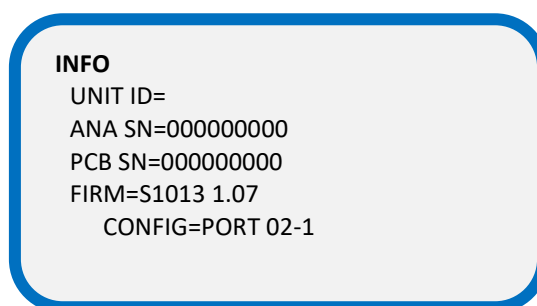 INFO
UNIT ID=
ANA SN=000000000
PCB SN=000000000
FIRM=S1013 1.07
CONFIG=PORT 02-1